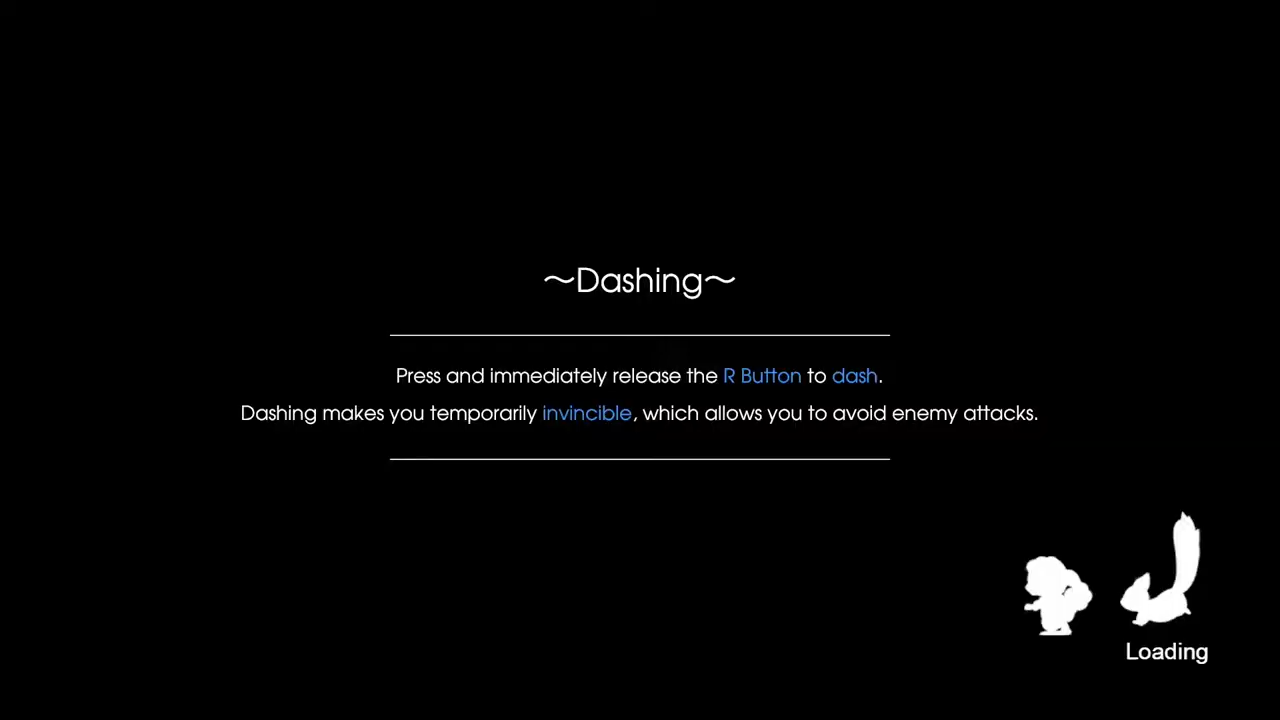 ～Dashing～
Press and immediately release the R Button to dash.
Dashing makes you temporarily invincible, which allows you to avoid enemy attacks.
Loading